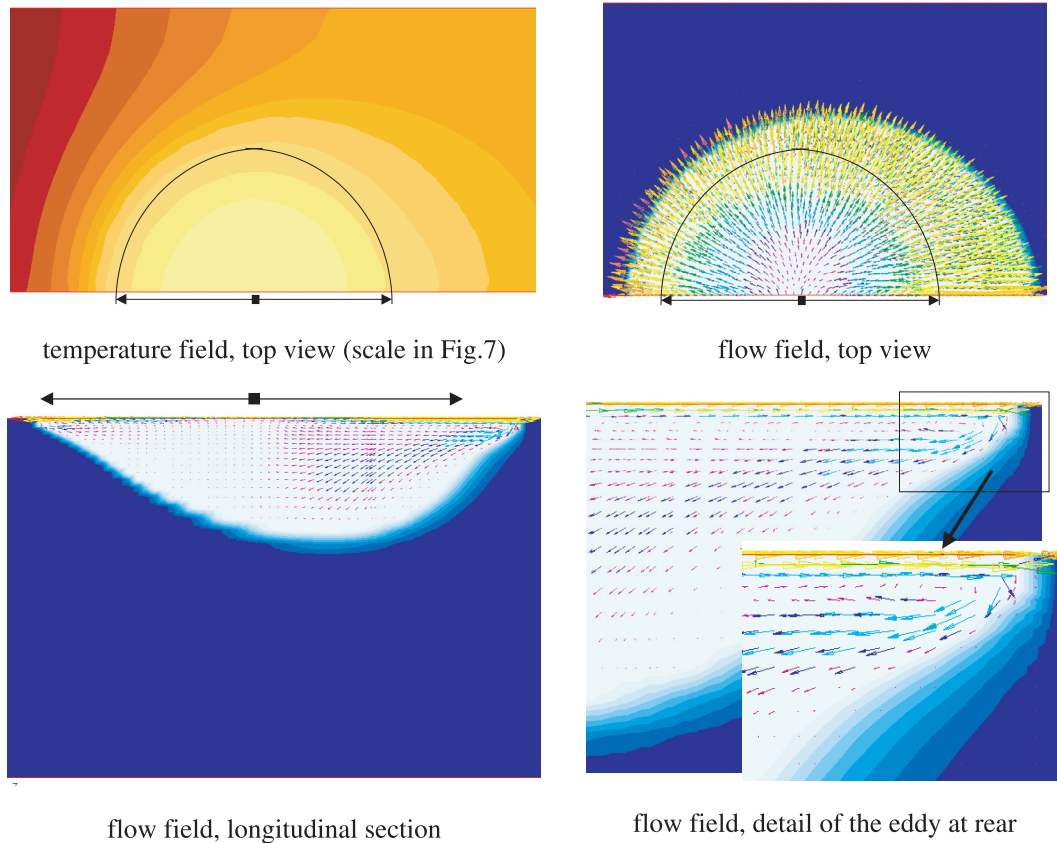 temperature field, top view (scale in Fig.7)
flow field, top view
flow field, longitudinal section
flow field, detail of the eddy at rear